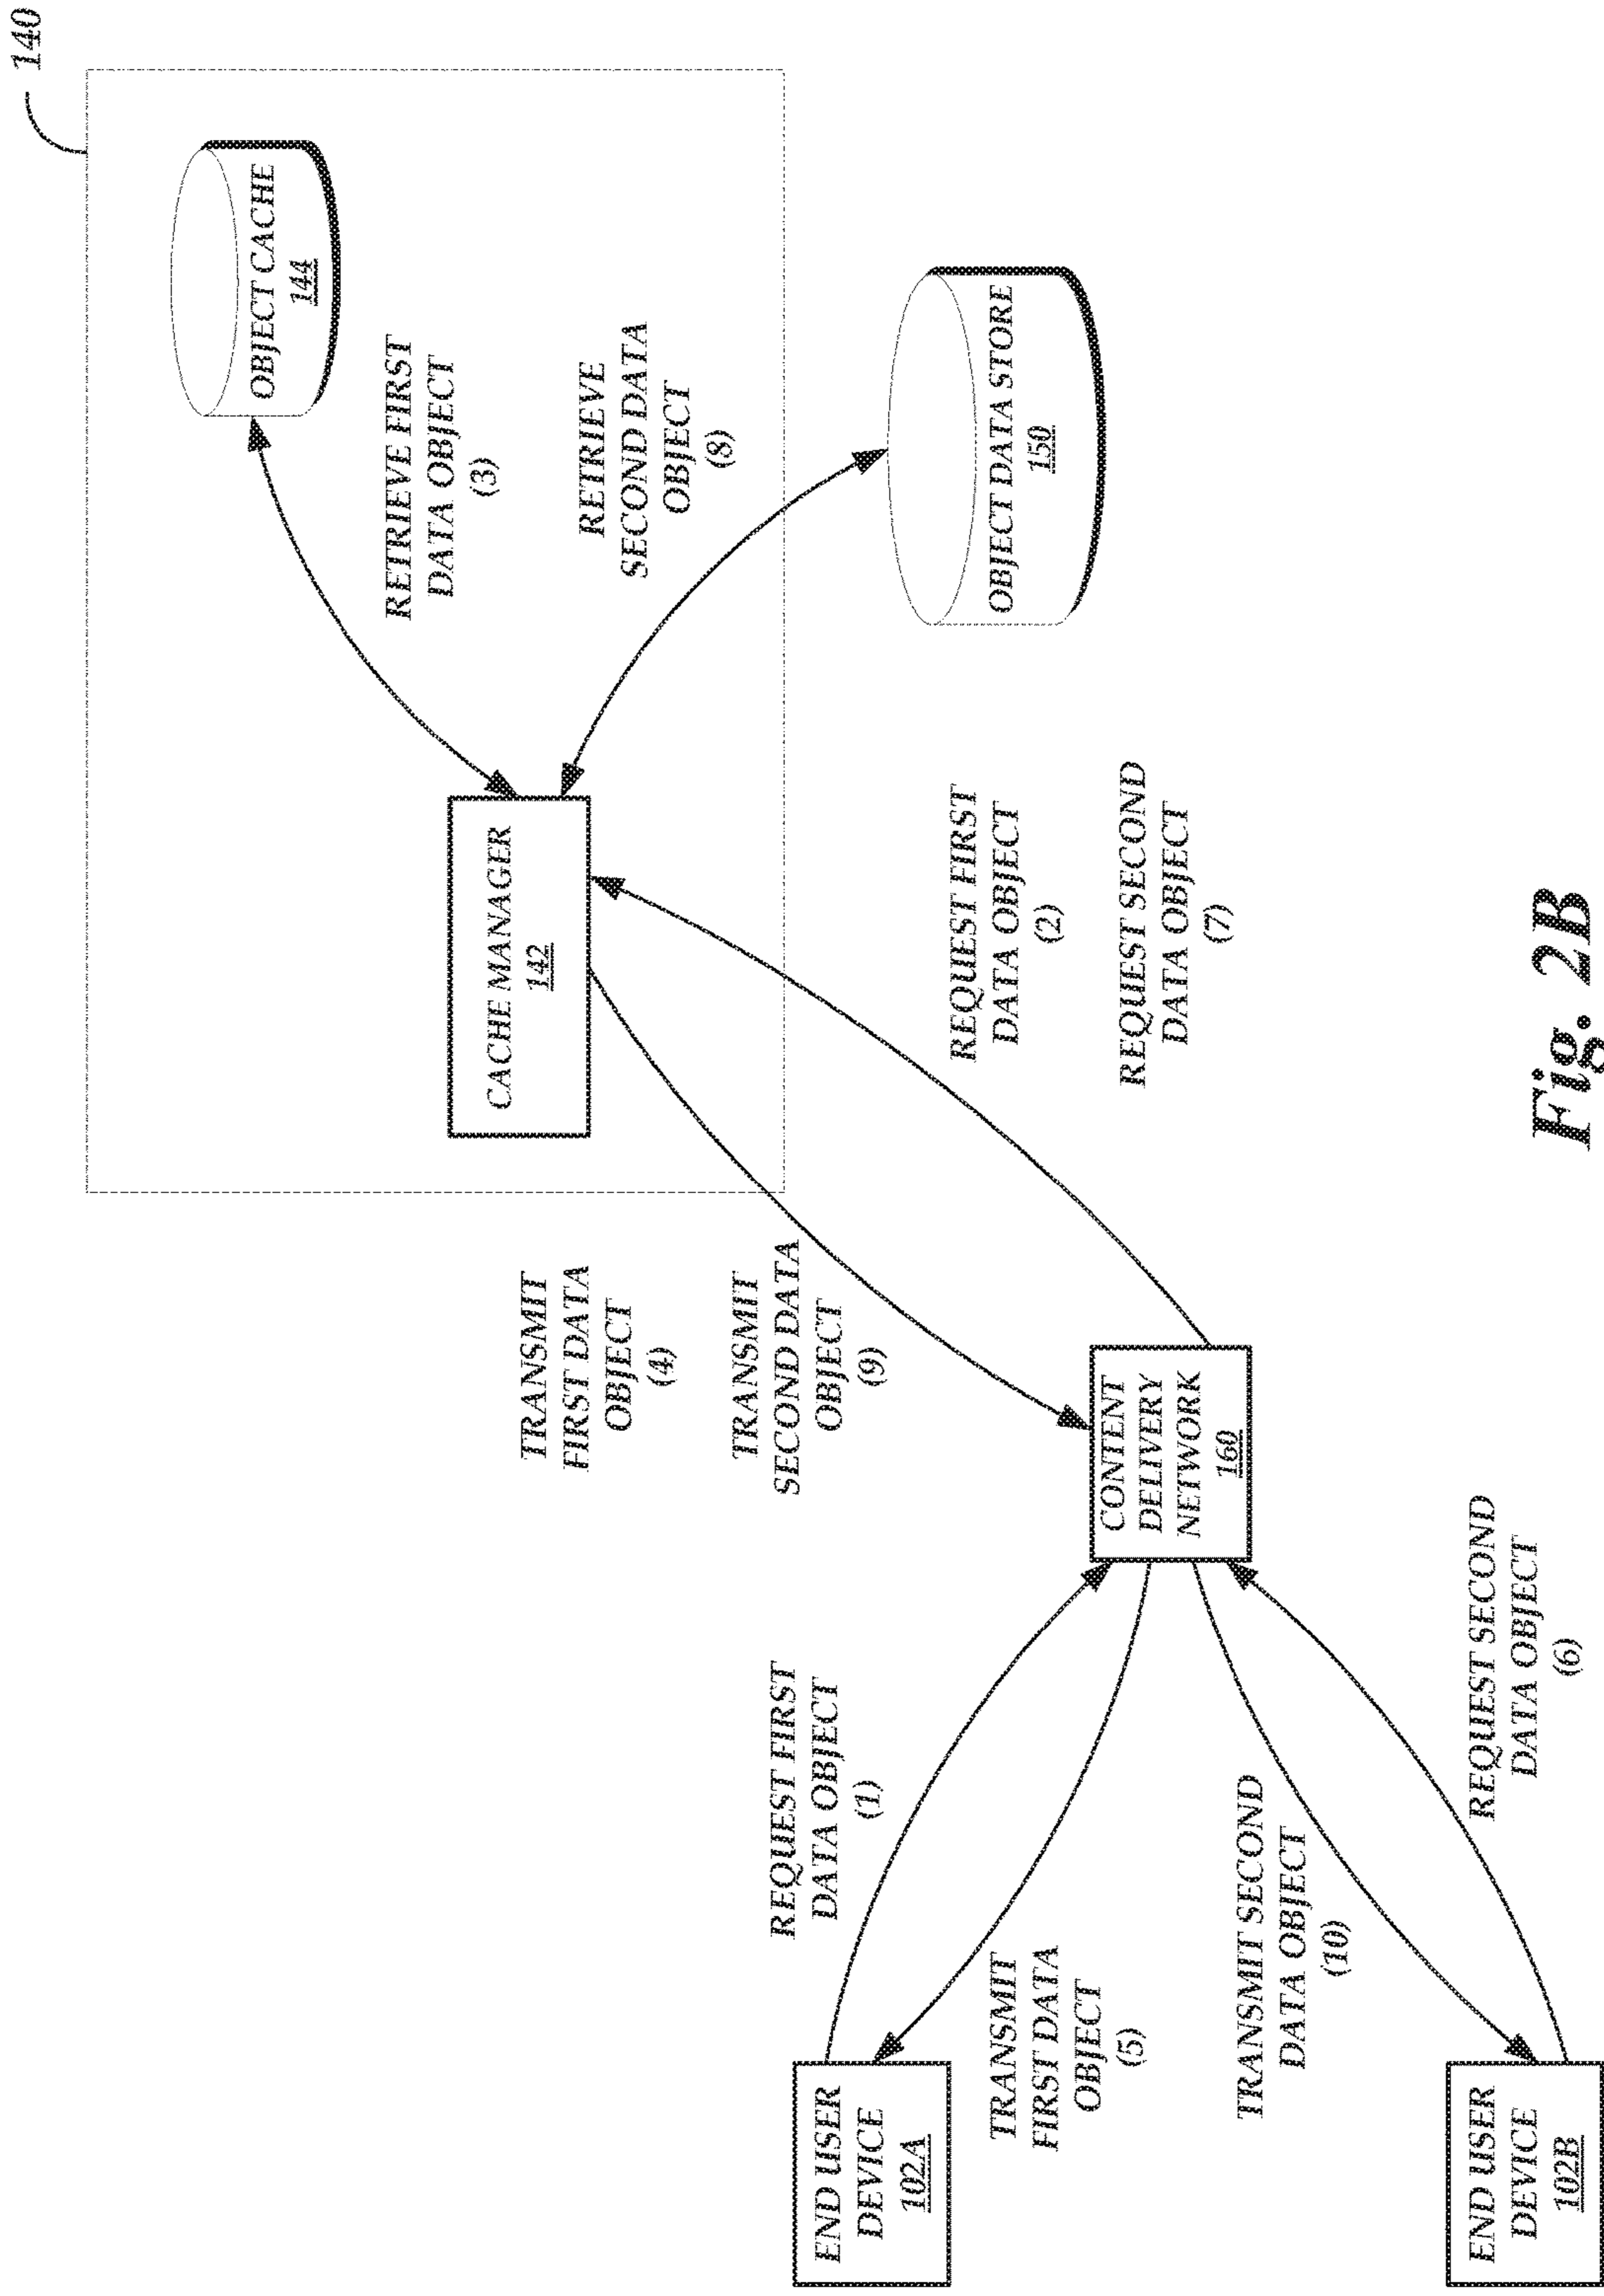 140
OBJECT CACHE
144
RETRIEVE FIRST
DATA OBJECT
(3)
RETRIEVE
SECOND DATA
OBJECT
(8)
OBJECT DATA STORE
150
CACHE MANAGER
142
REQUEST FIRST
DATA OBJECT
(2)
REQUEST SECOND
DATA OBJECT
(7)
TRANSMIT
FIRST DATA
OBJECT
(4)
TRANSMIT
SECOND DATA
OBJECT
(9)
CONTENT
DELIVERY
NETWORK
160
REQUEST FIRST
DATA OBJECT
(1)
TRANSMIT
FIRST DATA
OBJECT
(5)
TRANSMIT SECOND
DATA OBJECT
(10)
REQUEST SECOND
DATA OBJECT
(6)
END USER
DEVICE
102A
END USER
DEVICE
102B
Fig. 2B